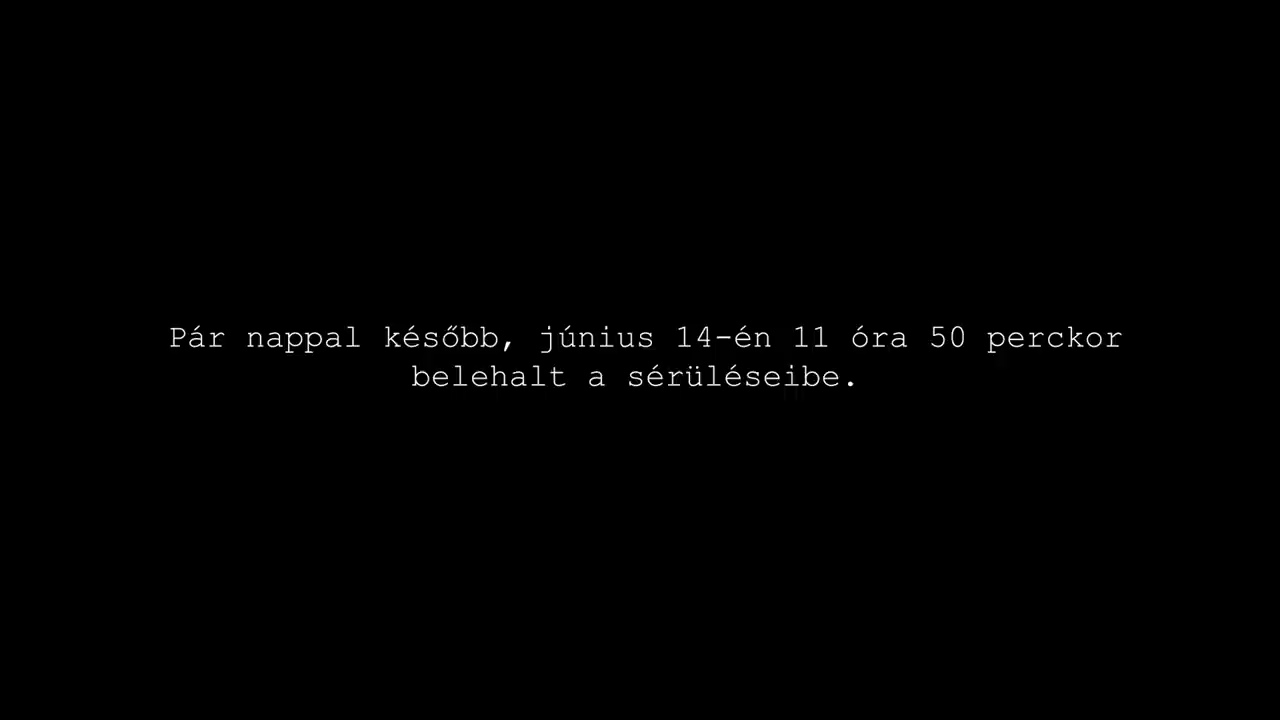 Pár nappal később, június 14-én 11 óra 50 perckor
belehalt a sérüléseibe.